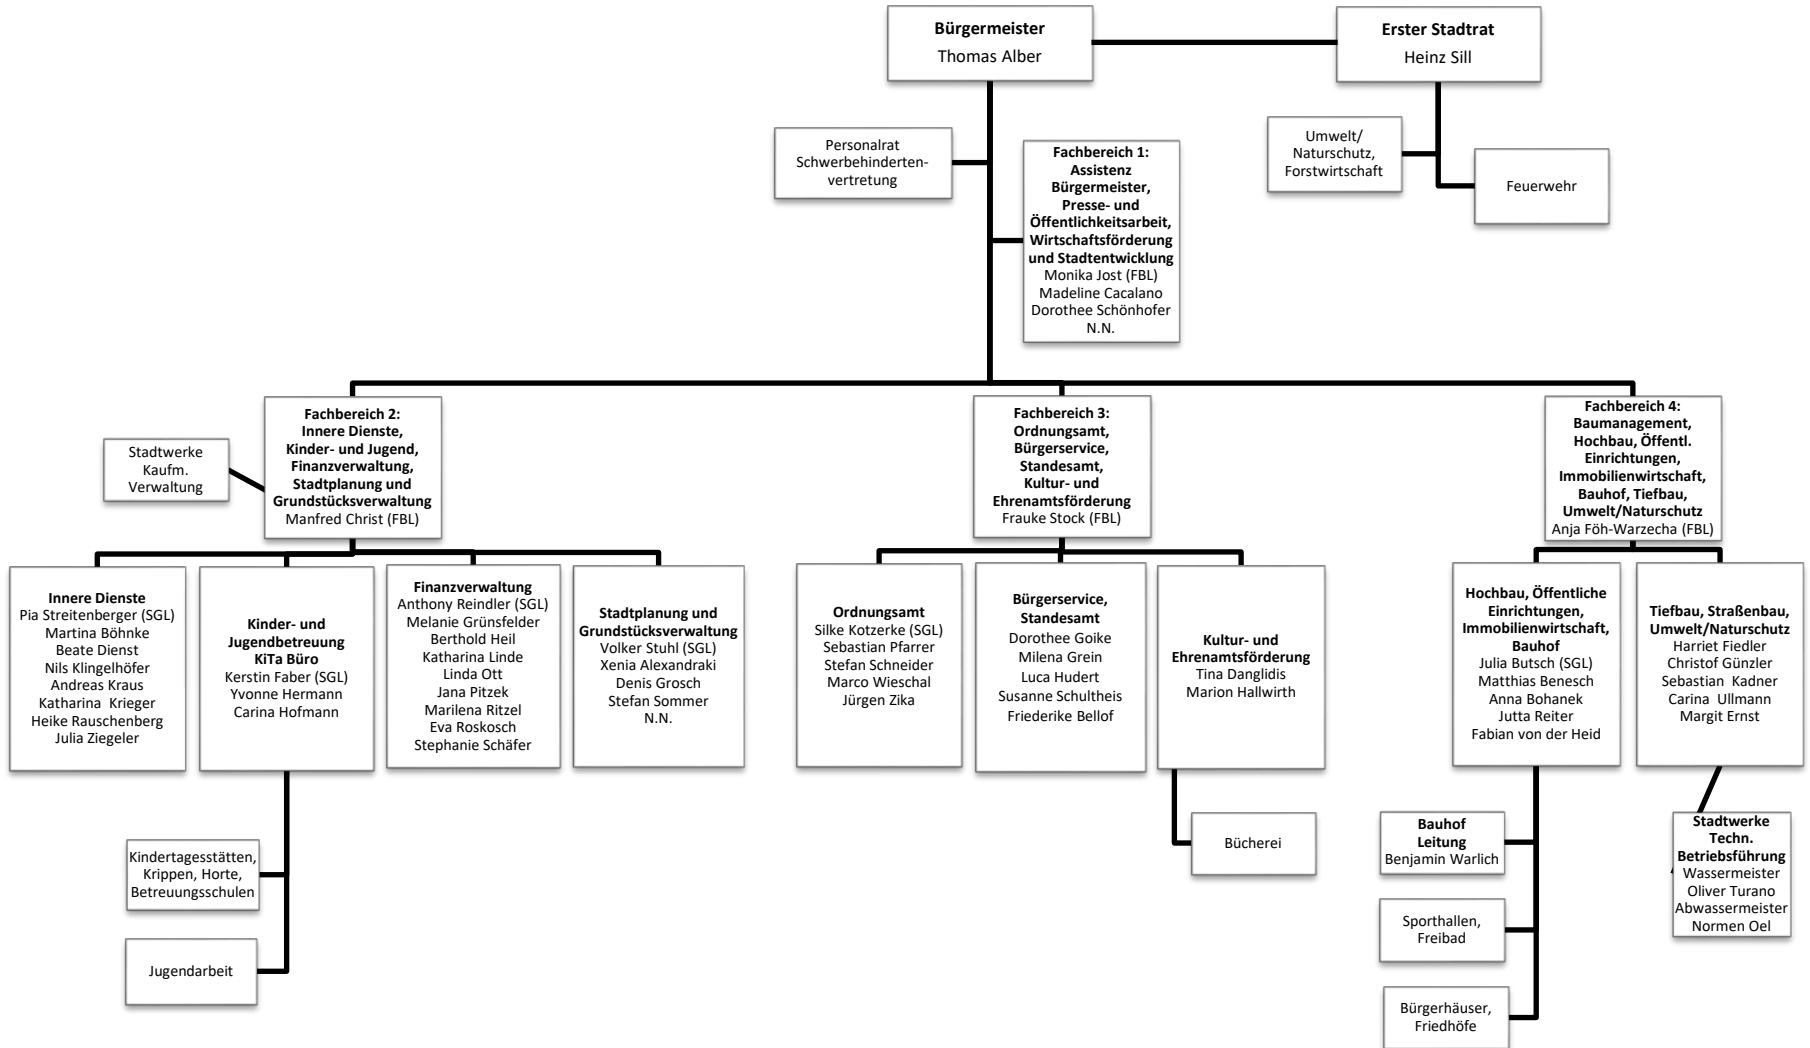 Bürgermeister
Thomas Alber
Erster Stadtrat
Heinz Sill
Personalrat
Schwerbehinderten-
vertretung
Fachbereich 1:
Assistenz
Bürgermeister,
Presse- und
Öffentlichkeitsarbeit,
Wirtschaftsförderung
und Stadtentwicklung
Monika Jost (FBL)
Madeline Cacalano
Dorothee Schönhofer
N.N.
Umwelt/
Naturschutz,
Forstwirtschaft
Feuerwehr
Stadtwerke
Kaufm.
Verwaltung
Fachbereich 2:
Innere Dienste,
Kinder- und Jugend,
Finanzverwaltung,
Stadtplanung und
Grundstücksverwaltung
Manfred Christ (FBL)
Fachbereich 3:
Ordnungsamt,
Bürgerservice,
Standesamt,
Kultur- und
Ehrenamtsförderung
Frauke Stock (FBL)
Fachbereich 4:
Baumanagement,
Hochbau, Öffentl.
Einrichtungen,
Immobilienwirtschaft,
Bauhof, Tiefbau,
Umwelt/Naturschutz
Anja Föh-Warzecha (FBL)
Innere Dienste
Pia Streitenberger (SGL)
Martina Böhnke
Beate Dienst
Nils Klingelhöfer
Andreas Kraus
Katharina  Krieger
Heike Rauschenberg
Julia Ziegeler
Kinder- und
Jugendbetreuung
KiTa Büro
Kerstin Faber (SGL)
Yvonne Hermann
Carina Hofmann
Finanzverwaltung
Anthony Reindler (SGL)
Melanie Grünsfelder
Berthold Heil
Katharina Linde
Linda Ott
Jana Pitzek
Marilena Ritzel
Eva Roskosch
Stephanie Schäfer
Stadtplanung und
Grundstücksverwaltung
Volker Stuhl (SGL)
Xenia Alexandraki
Denis Grosch
Stefan Sommer
N.N.
Ordnungsamt
Silke Kotzerke (SGL)
Sebastian Pfarrer
Stefan Schneider
Marco Wieschal
Jürgen Zika
Bürgerservice,
Standesamt
Dorothee Goike
Milena Grein
Luca Hudert
Susanne Schultheis
Friederike Bellof
Kultur- und
Ehrenamtsförderung
Tina Danglidis
Marion Hallwirth
Hochbau, Öffentliche
Einrichtungen,
Immobilienwirtschaft,
Bauhof
Julia Butsch (SGL)
Matthias Benesch
Anna Bohanek
Jutta Reiter
Fabian von der Heid
Tiefbau, Straßenbau,
Umwelt/Naturschutz
Harriet Fiedler
Christof Günzler
Sebastian  Kadner
Carina  Ullmann
Margit Ernst
Kindertagesstätten,
Krippen, Horte,
Betreuungsschulen
Jugendarbeit
Bücherei
Bauhof
Leitung
Benjamin Warlich
Sporthallen,
Freibad
Bürgerhäuser,
Friedhöfe
Stadtwerke
Techn.
Betriebsführung
Wassermeister
Oliver Turano
Abwassermeister
Normen Oel